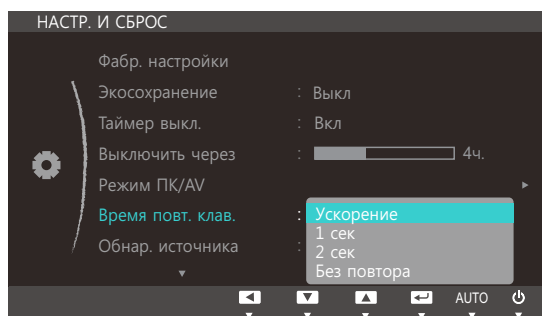 НАСТР. И СБРОС
Фабр. настройки
Экосохранение : Выкл
Таймер выкл. : Вкл
Выключить через : 4ч.
Режим ПК/AV
Время повт. клав. : Ускорение
1 сек
2 сек
Обнар. источника :
Без повтора
AUTO